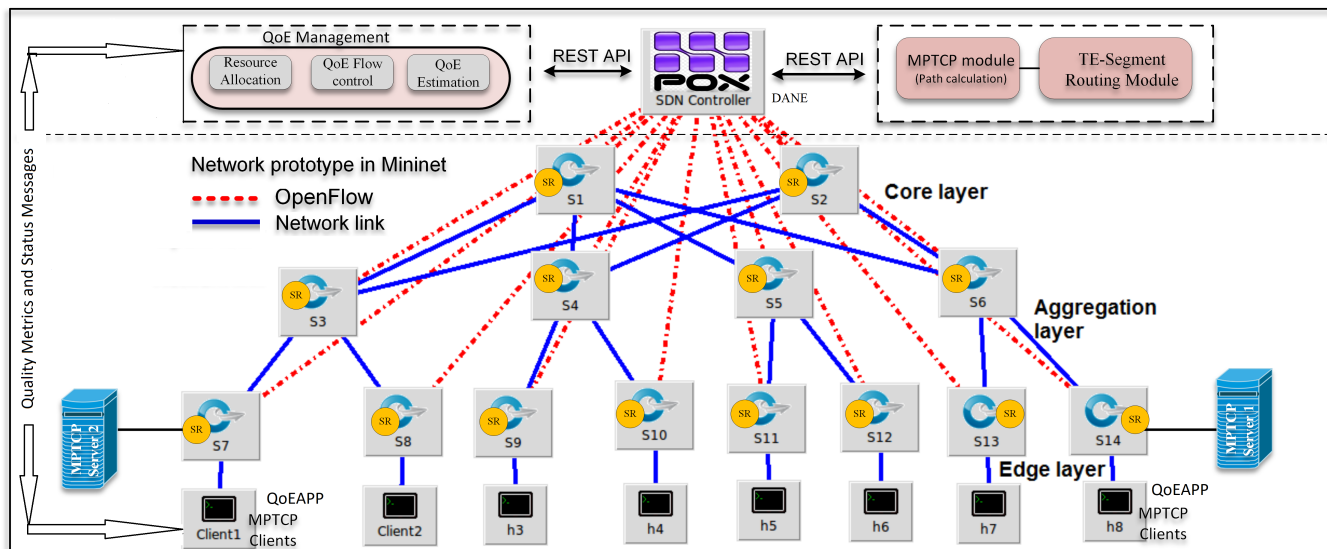 QoE Management
Resource
Allocation
QoE Flow
control
QoE
Estimation
REST API
POX
SDN Controller
DANE
REST API
MPTCP module
(Path calculation)
TE-Segment
Routing Module
Quality Metrics and Status Messages
Network prototype in Mininet
OpenFlow
Network link
SR
S1
SR
S2
Core layer
SR
S3
SR
S4
SR
S5
SR
S6
Aggregation
layer
MPTCP
Server 2
SR
S7
SR
S8
SR
S9
SR
S10
SR
S11
SR
S12
SR
S13
SR
S14
MPTCP
Server 1
Edge layer
Client1
QoEAPP
MPTCP
Clients
Client2
h3
h4
h5
h6
h7
h8
QoEAPP
MPTCP
Clients